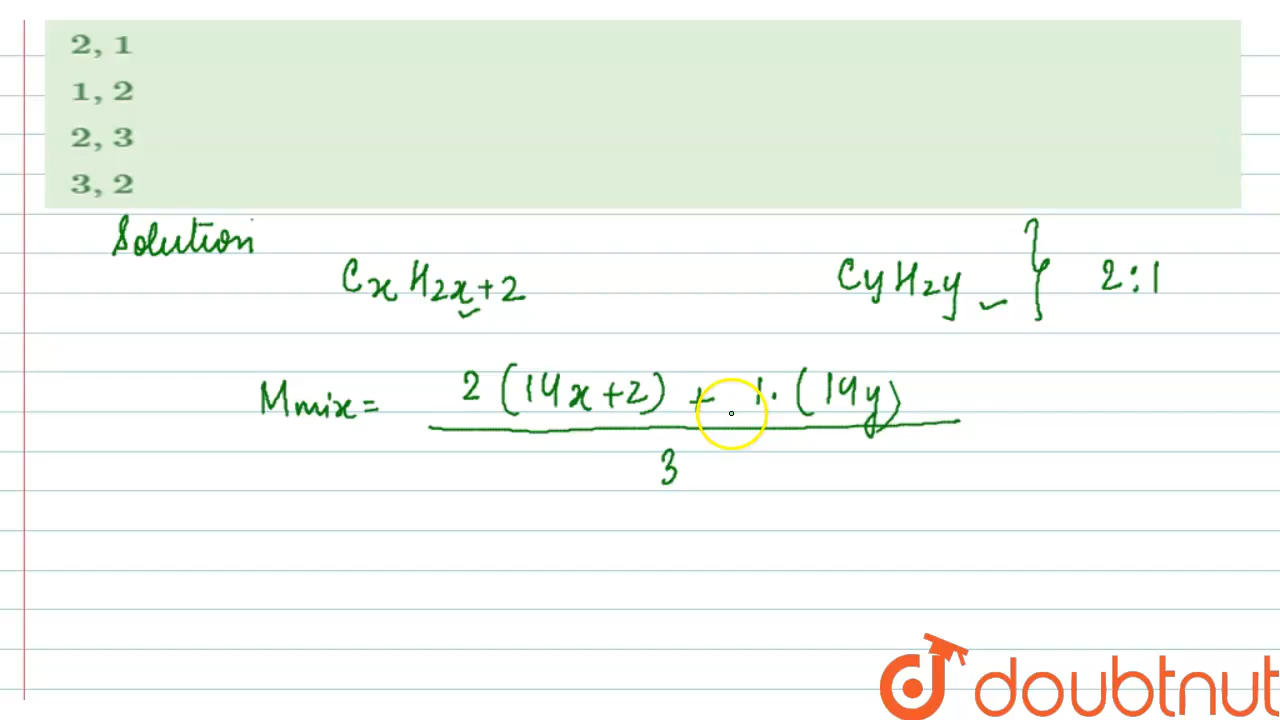 2, 1
1, 2
2, 3
3, 2
Solution
CxH2x+2 CyH2y } 2:1
Mmix= 2(14x+2) + 1.(14y)
3
doubtnut